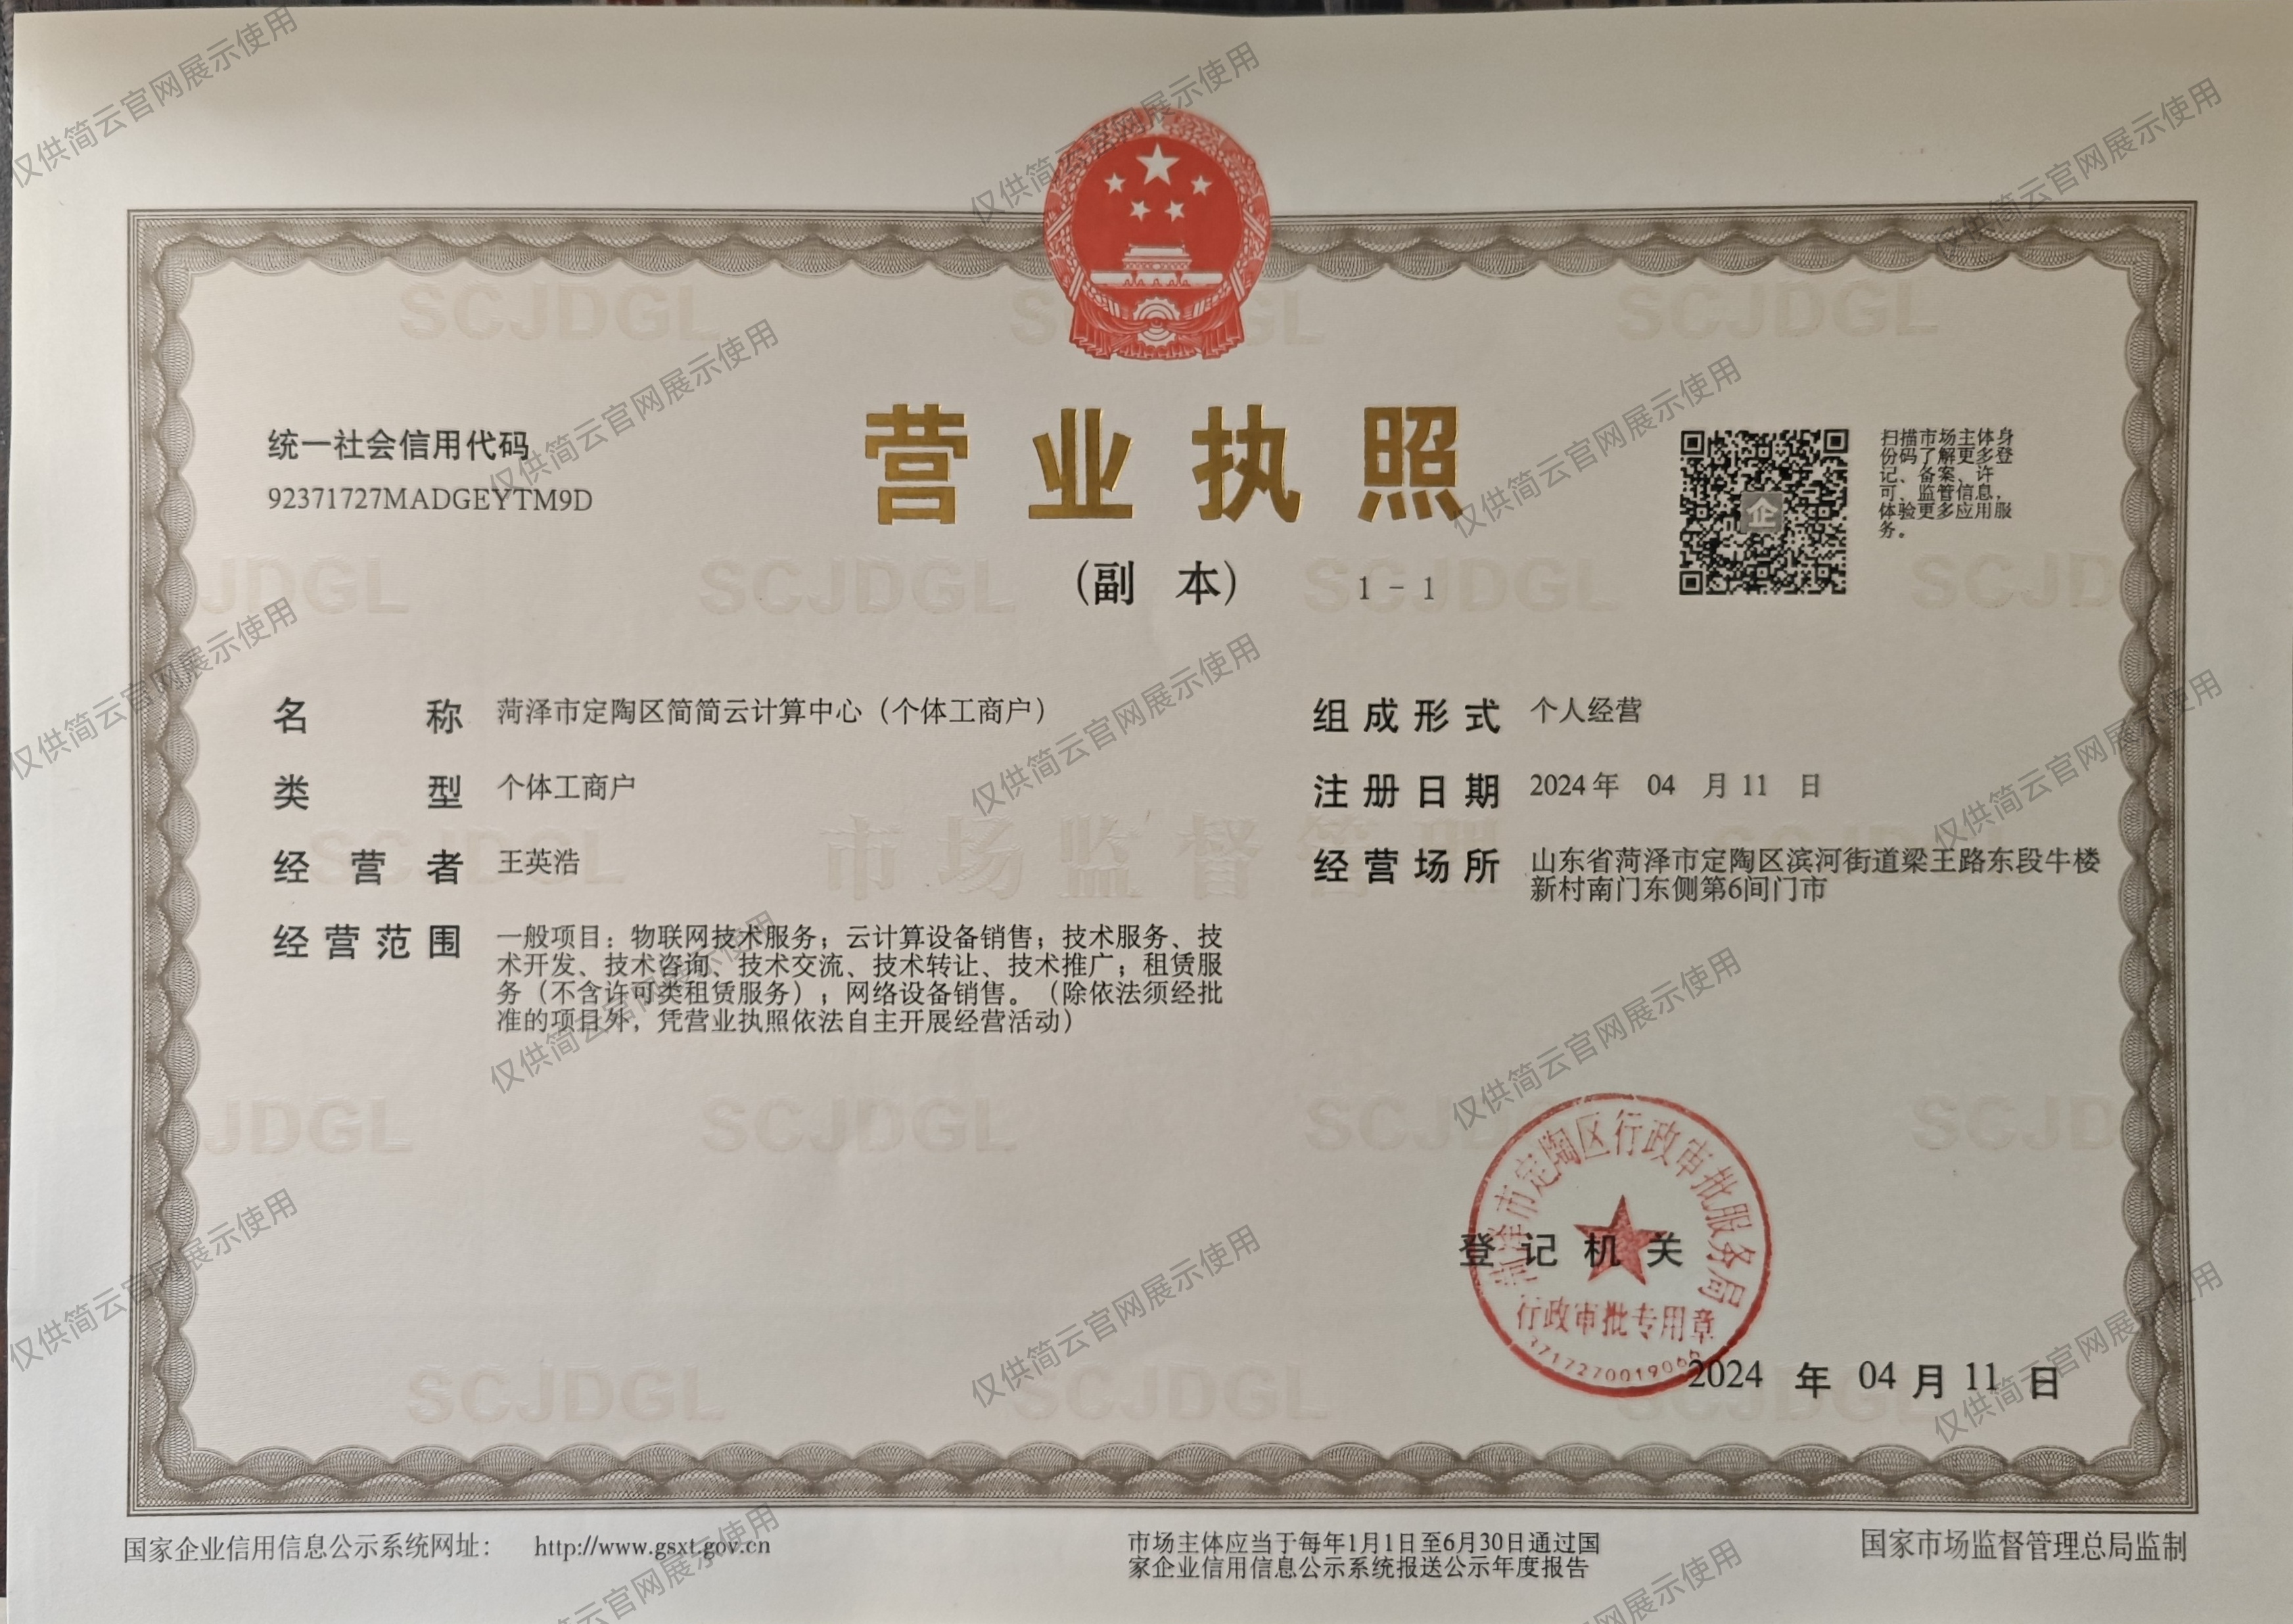 营业执照
(副 本) 1-1
统一社会信用代码
92371727MADGEYTM9D
企
扫描市场主体身
份码了解更多登
记、备案、许
可、监管信息,
体验更多应用服
务。
名称 菏泽市定陶区简简云计算中心（个体工商户）
类型 个体工商户
经营者 王英浩
经营范围 一般项目：物联网技术服务；云计算设备销售；技术服务、技
术开发、技术咨询、技术交流、技术转让、技术推广；租赁服
务（不含许可类租赁服务）；网络设备销售。（除依法须经批
准的项目外，凭营业执照依法自主开展经营活动）
组成形式 个人经营
注册日期 2024年 04 月 11 日
经营场所 山东省菏泽市定陶区滨河街道梁王路东段牛楼
新村南门东侧第6间门市
市场监督管理
SCJDGL
登记机关
菏泽市定陶区行政审批服务局
行政审批专用章
2024 年 04 月 11 日
国家企业信用信息公示系统网址： http://www.gsxt.gov.cn
市场主体应当于每年1月1日至6月30日通过国
家企业信用信息公示系统报送公示年度报告
国家市场监督管理总局监制
仅供简云官网展示使用